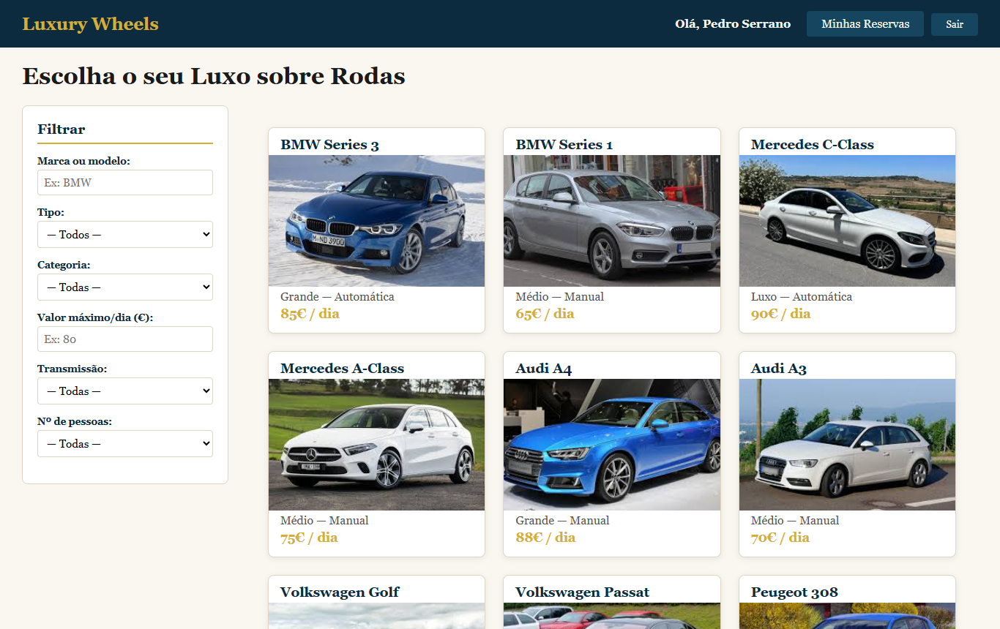 Luxury Wheels
Olá, Pedro Serrano
Minhas Reservas
Sair
Escolha o seu Luxo sobre Rodas
Filtrar
Marca ou modelo:
Ex: BMW
Tipo:
— Todos —
Categoria:
— Todas —
Valor máximo/dia (€):
Ex: 80
Transmissão:
— Todas —
Nº de pessoas:
— Todas —
BMW Series 3
M·ND 3900
Grande — Automática
85€ / dia
BMW Series 1
Médio — Manual
65€ / dia
Mercedes C-Class
Luxo — Automática
90€ / dia
Mercedes A-Class
Médio — Manual
75€ / dia
Audi A4
Grande — Manual
88€ / dia
Audi A3
Médio — Manual
70€ / dia
Volkswagen Golf
Volkswagen Passat
Peugeot 308